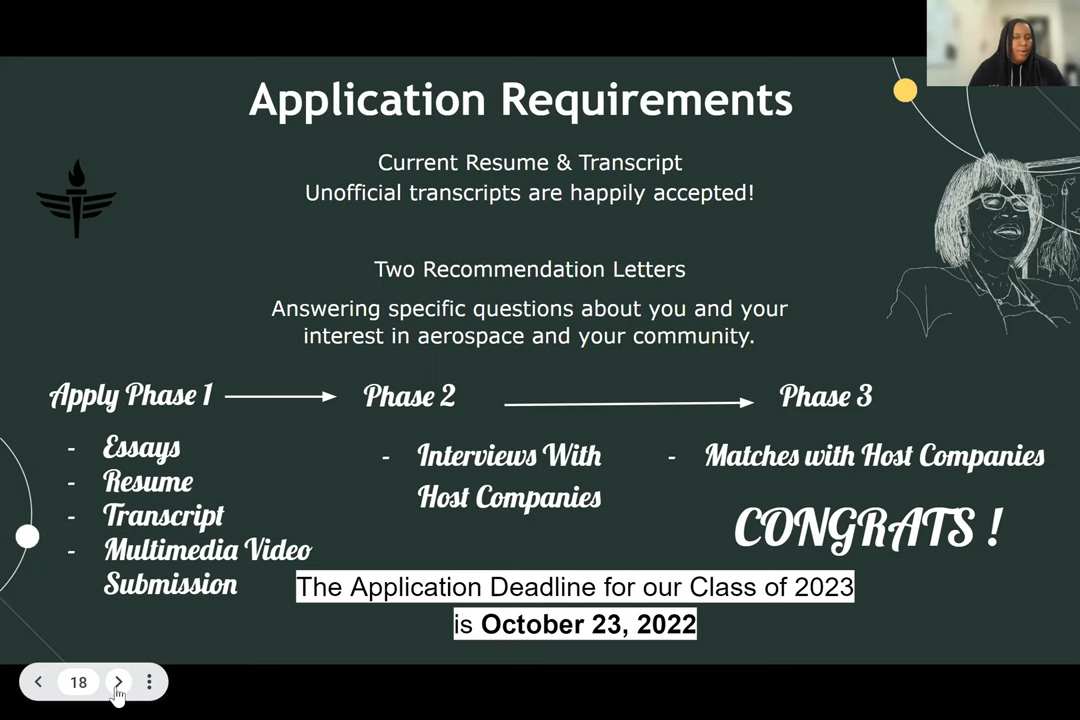 Application Requirements
Current Resume & Transcript
Unofficial transcripts are happily accepted!
Two Recommendation Letters
Answering specific questions about you and your
interest in aerospace and your community.
Apply Phase 1
- Essays
- Resume
- Transcript
- Multimedia Video
Submission
Phase 2
- Interviews With
Host Companies
Phase 3
- Matches with Host Companies
CONGRATS !
The Application Deadline for our Class of 2023
is October 23, 2022
18